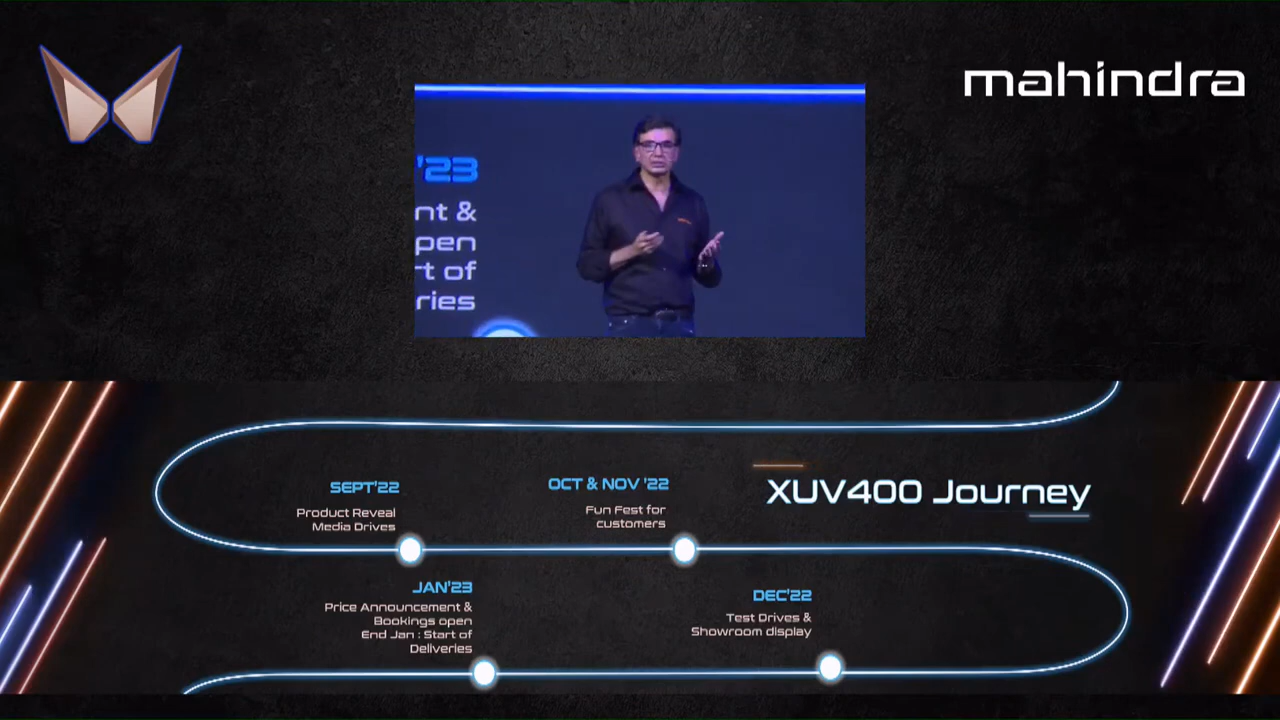 mahindra
'23
nt &
pen
rt of
ries
XUV400 Journey
SEPT'22
Product Reveal
Media Drives
OCT & NOV '22
Fun Fest for
customers
JAN'23
Price Announcement &
Bookings open
End Jan : Start of
Deliveries
DEC'22
Test Drives &
Showroom display